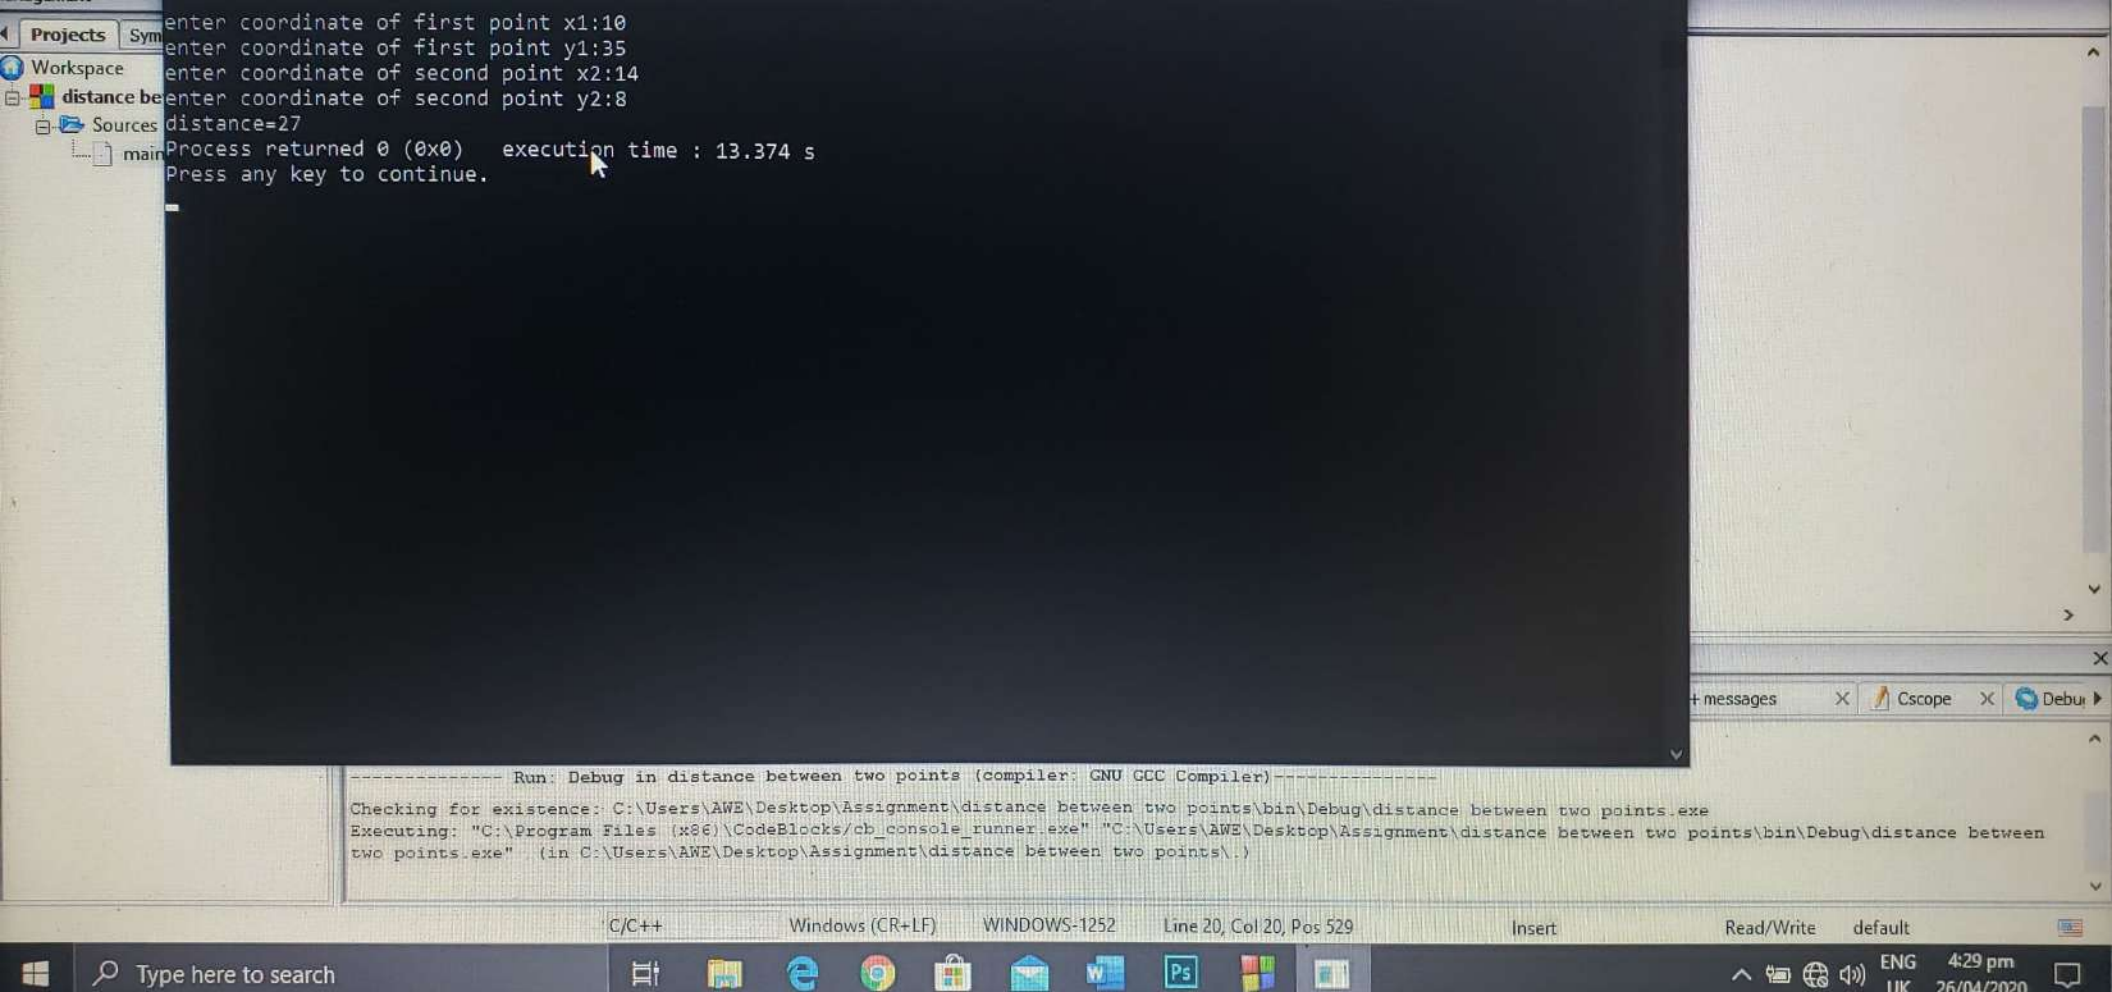 enter coordinate of first point x1:10
enter coordinate of first point y1:35
enter coordinate of second point x2:14
enter coordinate of second point y2:8
distance=27
Process returned 0 (0x0)   execution time : 13.374 s
Press any key to continue.
Projects Sym
Workspace
distance be
Sources
main
+ messages
Cscope
Debu
-------------- Run: Debug in distance between two points (compiler: GNU GCC Compiler)---------------
Checking for existence: C:\Users\AWE\Desktop\Assignment\distance between two points\bin\Debug\distance between two points.exe
Executing: "C:\Program Files (x86)\CodeBlocks/cb_console_runner.exe" "C:\Users\AWE\Desktop\Assignment\distance between two points\bin\Debug\distance between
two points.exe"  (in C:\Users\AWE\Desktop\Assignment\distance between two points\.)
C/C++ Windows (CR+LF) WINDOWS-1252 Line 20, Col 20, Pos 529 Insert Read/Write default
Type here to search
W
Ps
ENG
UK
4:29 pm
26/04/2020